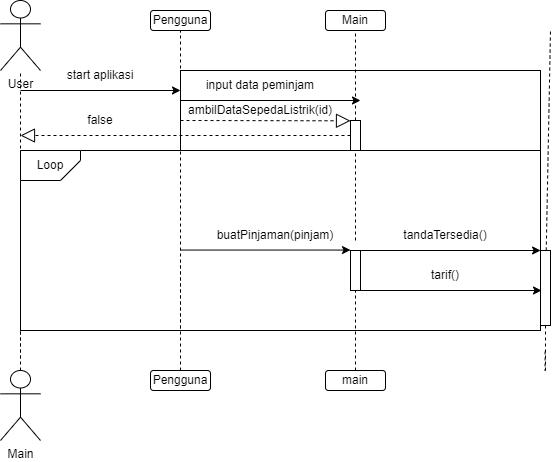 Pengguna
Main
User
start aplikasi
input data peminjam
ambilDataSepedaListrik(id)
false
Loop
buatPinjaman(pinjam)
tandaTersedia()
tarif()
Pengguna
main
Main